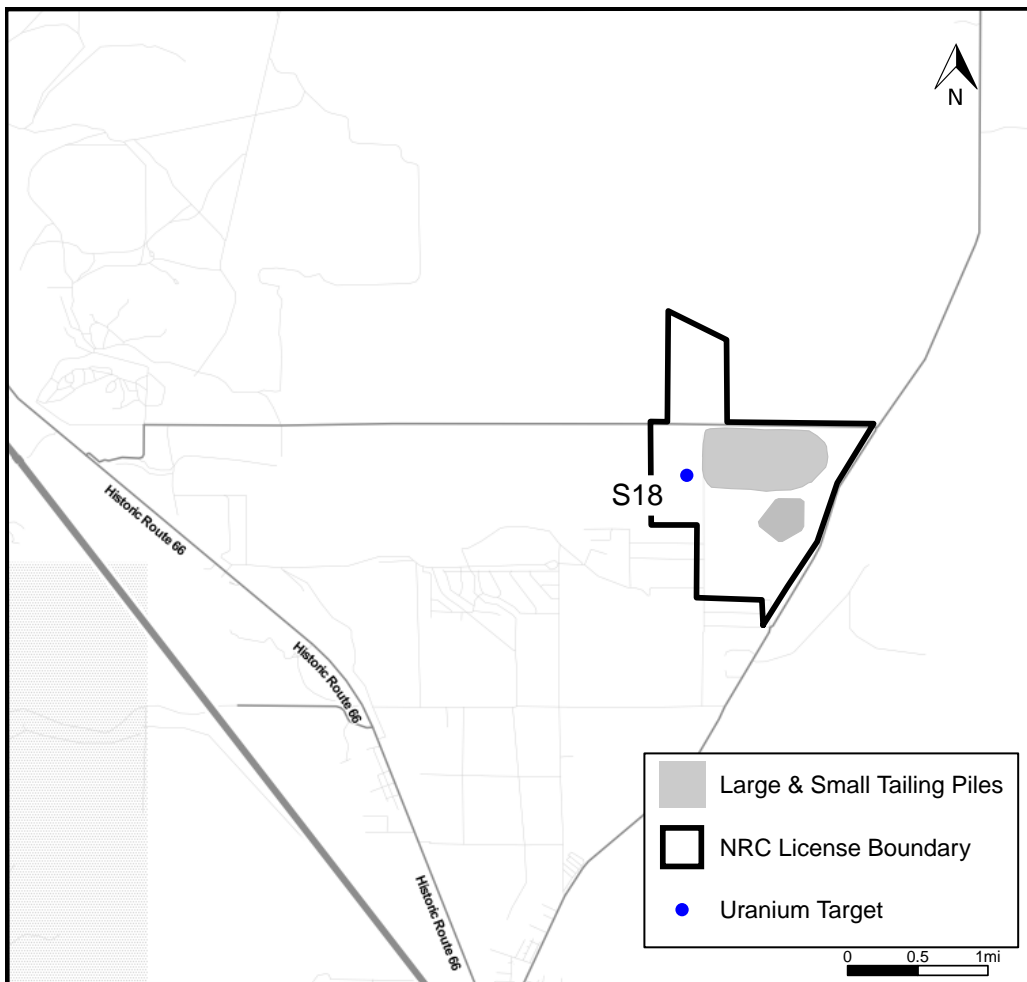 N
S18
Historic Route 66
Historic Route 66
Historic Route 66
Large & Small Tailing Piles
NRC License Boundary
Uranium Target
0 0.5 1mi